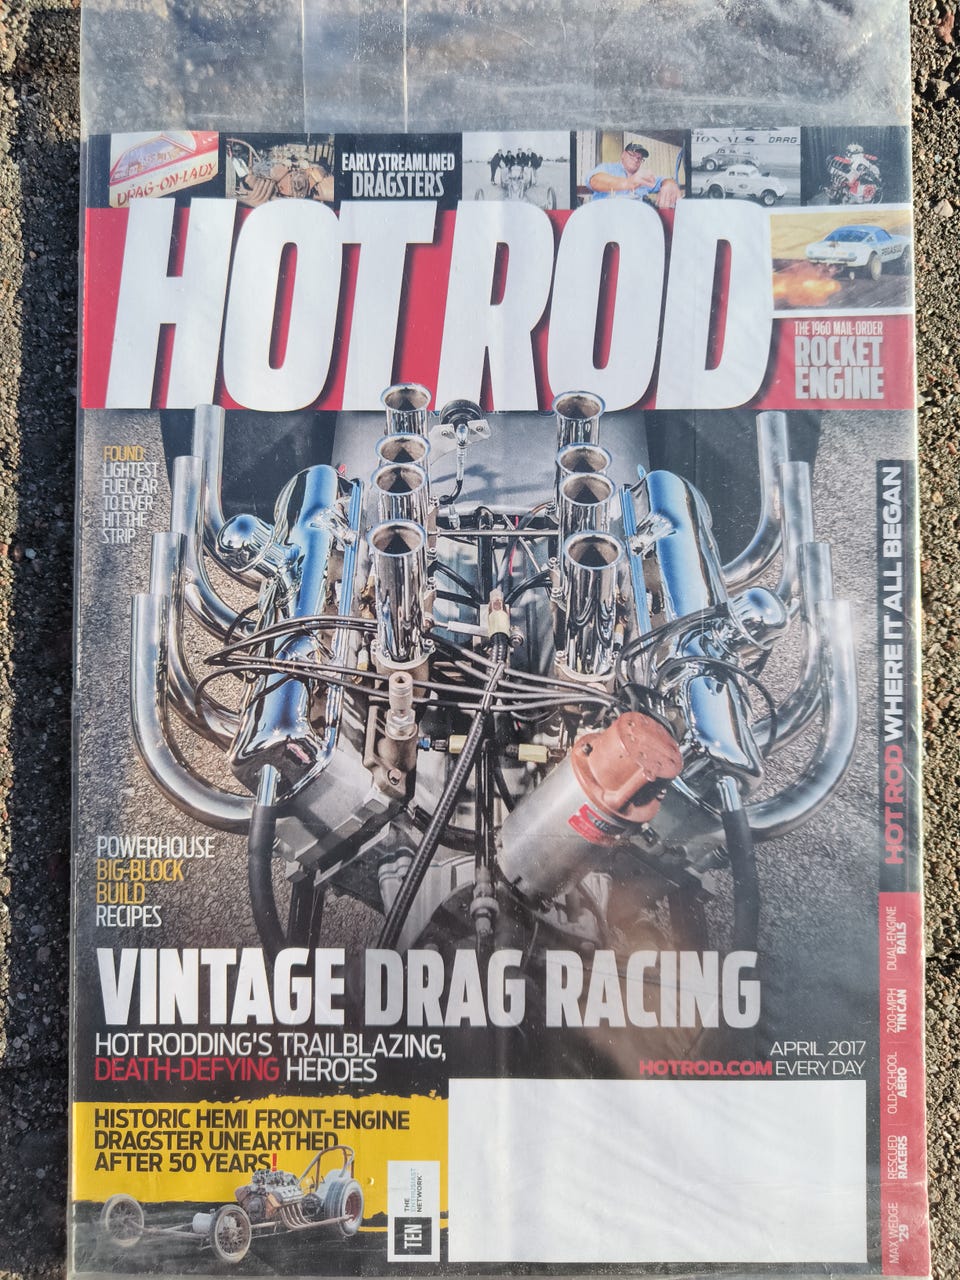 DRAG-ON-LADY
EARLY STREAMLINED
DRAGSTERS
DRAG
HOT ROD
THE 1960 MAIL-ORDER
ROCKET
ENGINE
FOUND
LIGHTEST
FUEL CAR
TO EVER
HIT THE
STRIP
HOT ROD WHERE IT ALL BEGAN
POWERHOUSE
BIG-BLOCK
BUILD
RECIPES
VINTAGE DRAG RACING
HOT RODDING'S TRAILBLAZING,
DEATH-DEFYING HEROES
APRIL 2017
HOTROD.COM EVERY DAY
HISTORIC HEMI FRONT-ENGINE
DRAGSTER UNEARTHED
AFTER 50 YEARS!
TEN
THE
ENTHUSIAST
NETWORK
DUAL-ENGINE
RAILS
200-MPH
TIN CAN
OLD-SCHOOL
AERO
RESCUED
RACERS
MAX WEDGE
'29